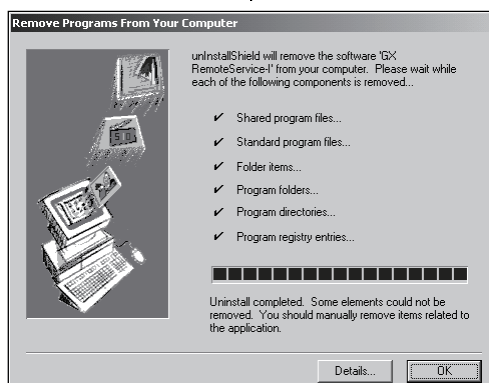 Remove Programs From Your Computer
unInstallShield will remove the software 'GX
RemoteService-I' from your computer. Please wait while
each of the following components is removed...
✔ Shared program files...
✔ Standard program files...
✔ Folder items...
✔ Program folders...
✔ Program directories...
✔ Program registry entries...
Uninstall completed. Some elements could not be
removed. You should manually remove items related to
the application.
Details... OK